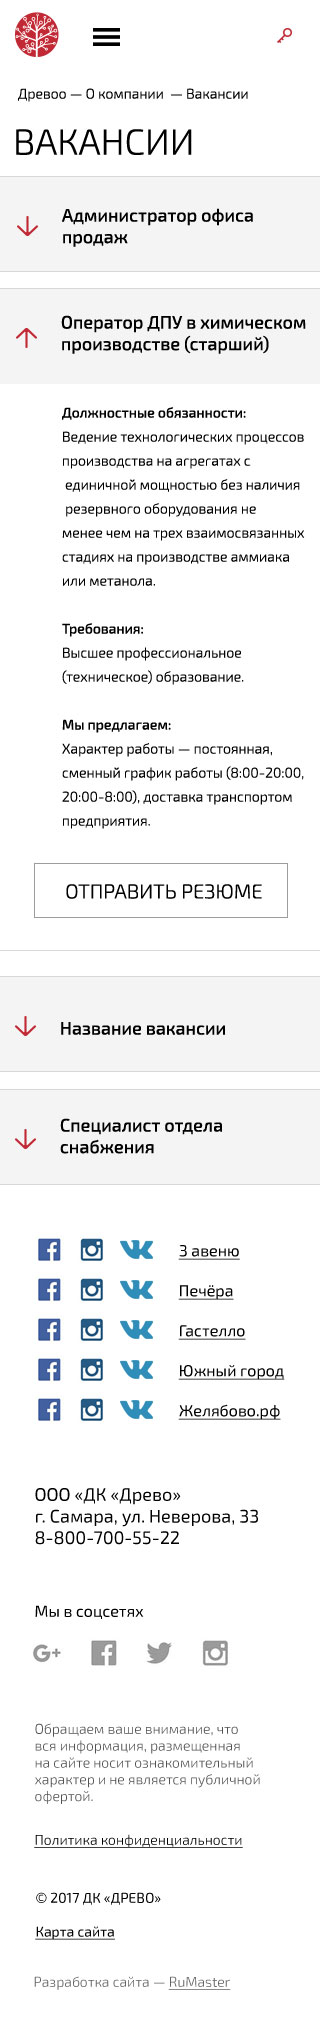 Древоо — О компании — Вакансии
ВАКАНСИИ
Администратор офиса
продаж
Оператор ДПУ в химическом
производстве (старший)
Должностные обязанности:
Ведение технологических процессов
производства на агрегатах с
единичной мощностью без наличия
резервного оборудования не
менее чем на трех взаимосвязанных
стадиях на производстве аммиака
или метанола.
Требования:
Высшее профессиональное
(техническое) образование.
Мы предлагаем:
Характер работы — постоянная,
сменный график работы (8:00-20:00,
20:00-8:00), доставка транспортом
предприятия.
ОТПРАВИТЬ РЕЗЮМЕ
Название вакансии
Специалист отдела
снабжения
3 авеню
Печёра
Гастелло
Южный город
Желябово.рф
ООО «ДК «Древо»
г. Самара, ул. Неверова, 33
8-800-700-55-22
Мы в соцсетях
Обращаем ваше внимание, что
вся информация, размещенная
на сайте носит ознакомительный
характер и не является публичной
офертой.
Политика конфиденциальности
© 2017 ДК «ДРЕВО»
Карта сайта
Разработка сайта — RuMaster